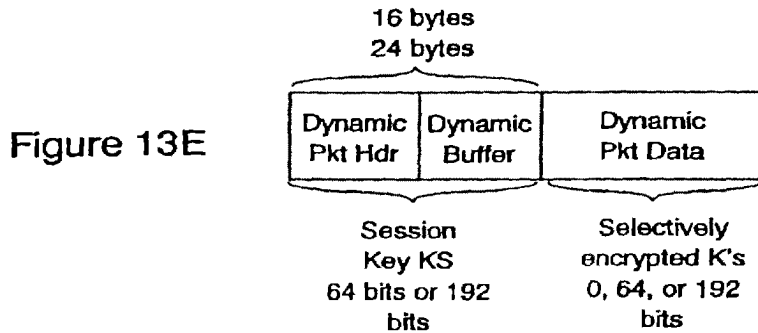 16 bytes
24 bytes
Figure 13E
Dynamic
Pkt Hdr
Dynamic
Buffer
Dynamic
Pkt Data
Session
Key KS
64 bits or 192
bits
Selectively
encrypted K's
0, 64, or 192
bits